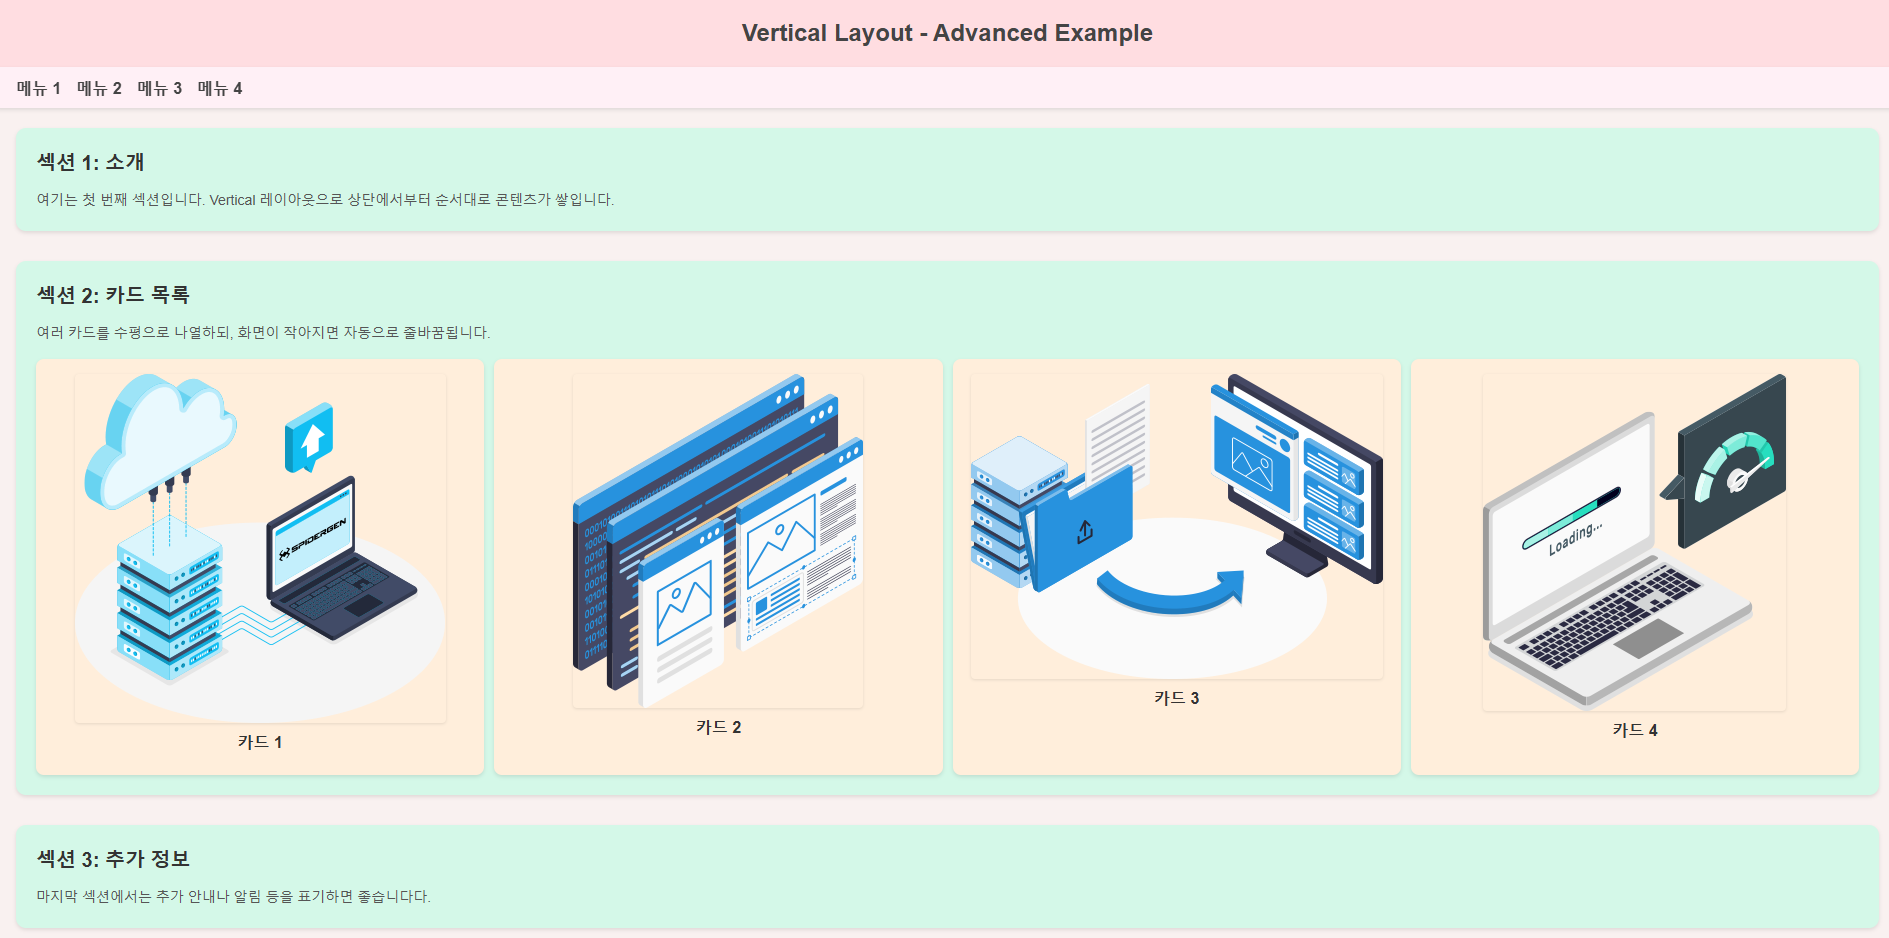 Vertical Layout - Advanced Example
메뉴 1 메뉴 2 메뉴 3 메뉴 4
섹션 1: 소개
여기는 첫 번째 섹션입니다. Vertical 레이아웃으로 상단에서부터 순서대로 콘텐츠가 쌓입니다.
섹션 2: 카드 목록
여러 카드를 수평으로 나열하되, 화면이 작아지면 자동으로 줄바꿈됩니다.
SPIDERGEN
카드 1
카드 2
카드 3
Loading...
카드 4
섹션 3: 추가 정보
마지막 섹션에서는 추가 안내나 알림 등을 표기하면 좋습니다다.